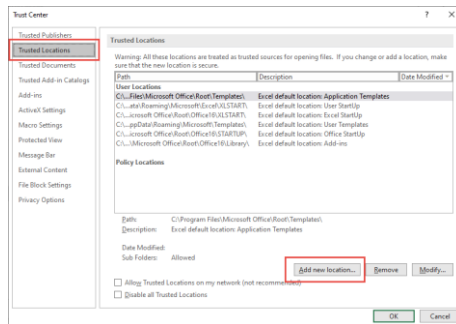 Trust Center
? ×
Trusted Publishers
Trusted Locations
Trusted Documents
Trusted Add-in Catalogs
Add-ins
ActiveX Settings
Macro Settings
Protected View
Message Bar
External Content
File Block Settings
Privacy Options
Trusted Locations
Warning: All these locations are treated as trusted sources for opening files. If you change or add a location, make
sure that the new location is secure.
Path Description Date Modified
User Locations
C:\...Files\Microsoft Office\Root\Templates\ Excel default location: Application Templates
C:\...ata\Roaming\Microsoft\Excel\XLSTART\ Excel default location: User StartUp
C:\...icrosoft Office\Root\Office16\XLSTART\ Excel default location: Excel StartUp
C:\...ppData\Roaming\Microsoft\Templates\ Excel default location: User Templates
C:\...icrosoft Office\Root\Office16\STARTUP\ Excel default location: Office StartUp
C:\...\Microsoft Office\Root\Office16\Library\ Excel default location: Add-ins
Policy Locations
Path: C:\Program Files\Microsoft Office\Root\Templates\
Description: Excel default location: Application Templates
Date Modified:
Sub Folders: Allowed
Add new location... Remove Modify...
Allow Trusted Locations on my network (not recommended)
Disable all Trusted Locations
OK Cancel